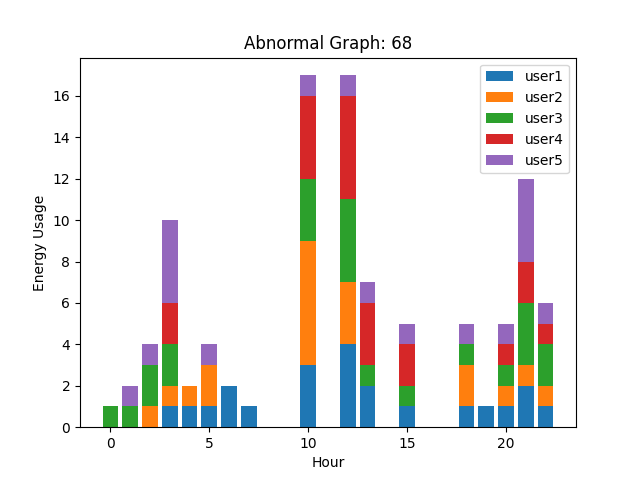 Abnormal Graph: 68
user1
user2
user3
user4
user5
Energy Usage
16
14
12
10
8
6
4
2
0
0 5 10 15 20
Hour